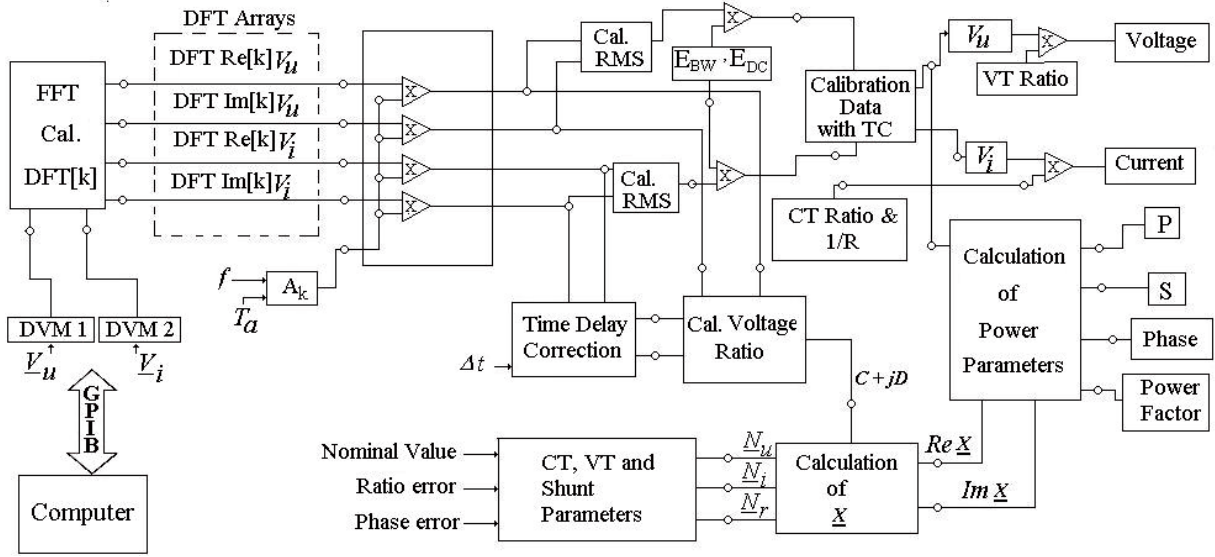 DFT Arrays
FFT
Cal.
DFT[k]
DFT Re[k] Vu
DFT Im[k] Vu
DFT Re[k] Vi
DFT Im[k] Vi
X
X
X
X
f
Ta
Ak
Cal.
RMS
Cal.
RMS
X
EBW , EDC
X
Calibration
Data
with TC
Vu
X
Voltage
VT Ratio
Vi
X
Current
CT Ratio &
1/R
DVM 1
DVM 2
Vu
Vi
GPIB
Computer
Time Delay
Correction
Δt
Cal. Voltage
Ratio
C + jD
Calculation
of
Power
Parameters
P
S
Phase
Power
Factor
Nominal Value
Ratio error
Phase error
CT, VT and
Shunt
Parameters
Nu
Ni
Nr
Calculation
of
X
Re X
Im X